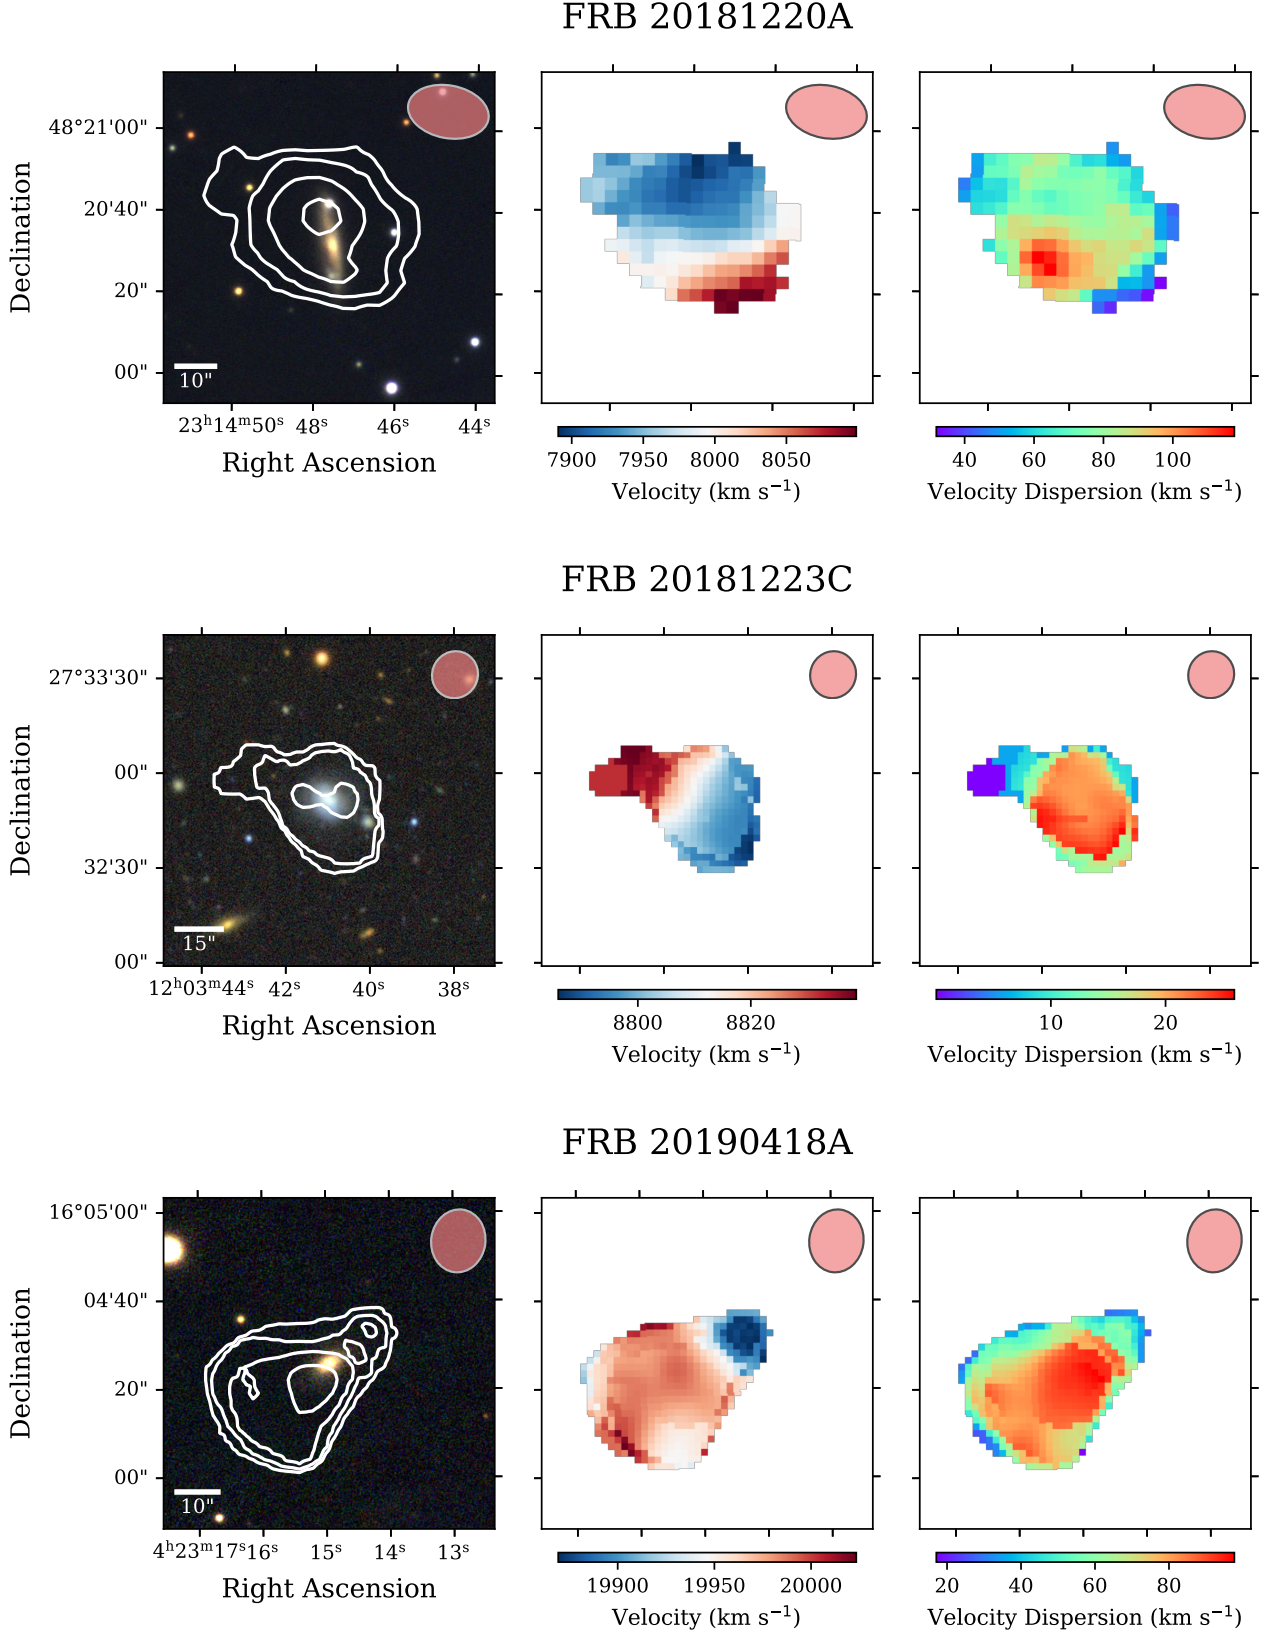 FRB 20181220A
Declination
48°21'00"
20'40"
20"
00"
10"
23ʰ14ᵐ50ˢ 48ˢ 46ˢ 44ˢ
Right Ascension
7900 7950 8000 8050
Velocity (km s⁻¹)
40 60 80 100
Velocity Dispersion (km s⁻¹)
FRB 20181223C
Declination
27°33'30"
00"
32'30"
00"
15"
12ʰ03ᵐ44ˢ 42ˢ 40ˢ 38ˢ
Right Ascension
8800 8820
Velocity (km s⁻¹)
10 20
Velocity Dispersion (km s⁻¹)
FRB 20190418A
Declination
16°05'00"
04'40"
20"
00"
10"
4ʰ23ᵐ17ˢ16ˢ 15ˢ 14ˢ 13ˢ
Right Ascension
19900 19950 20000
Velocity (km s⁻¹)
20 40 60 80
Velocity Dispersion (km s⁻¹)